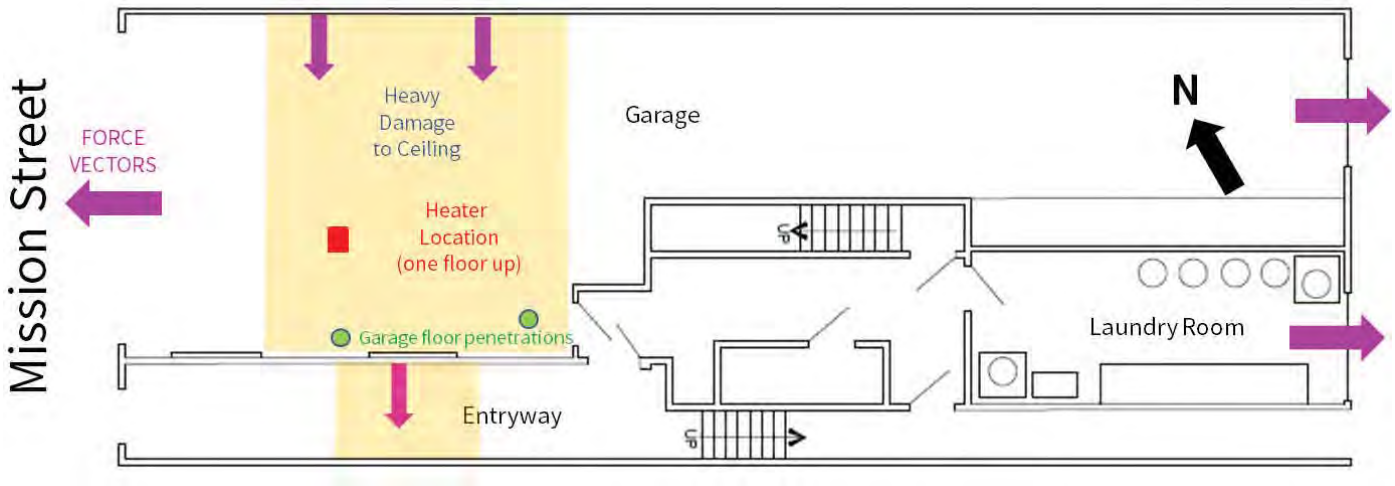 Mission Street
FORCE
VECTORS
Heavy
Damage
to Ceiling
Garage
N
Heater
Location
(one floor up)
UP
Garage floor penetrations
Laundry Room
Entryway
UP